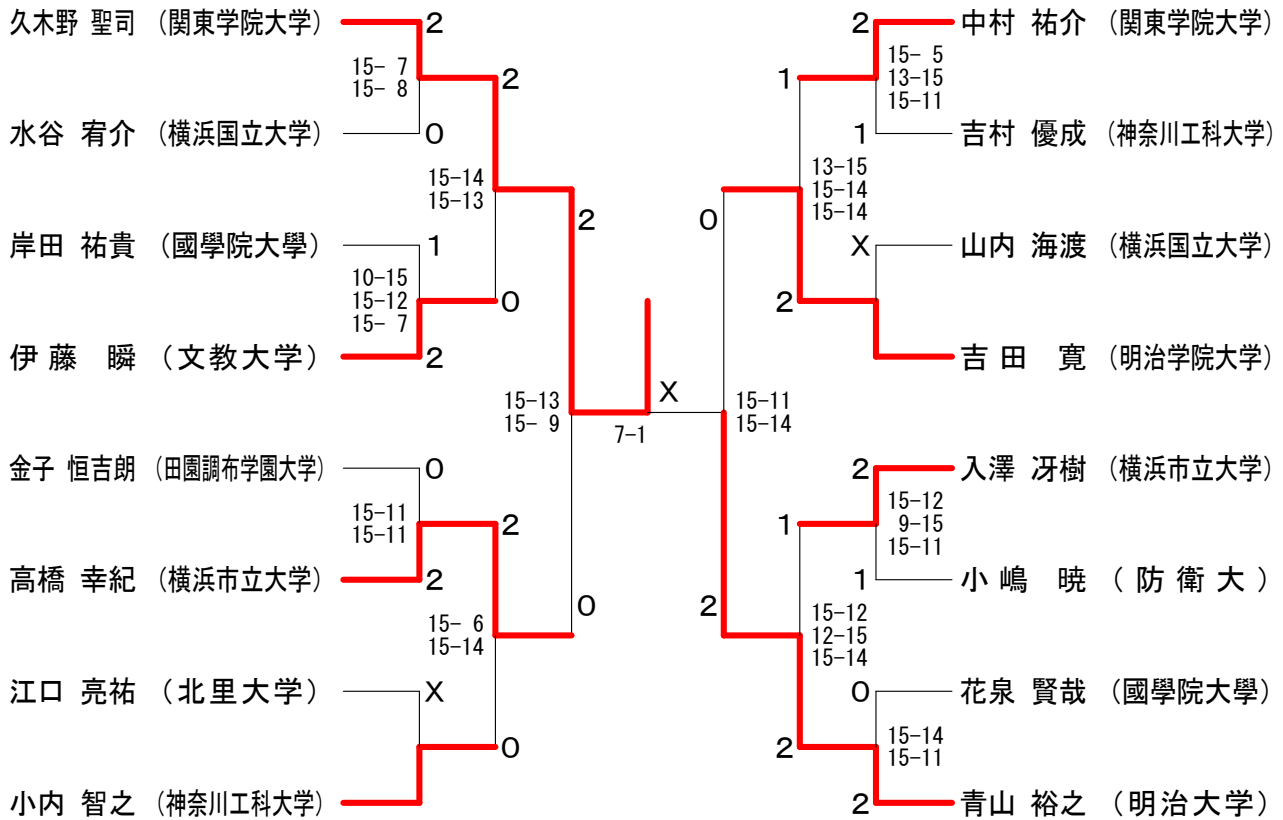 久木野 聖司 (関東学院大学) 2
15- 7
15- 8
2
水谷 宥介 (横浜国立大学) 0
15-14
15-13
2
岸田 祐貴 (國學院大學) 1
10-15
15-12
15- 7
0
伊藤 瞬 (文教大学) 2
15-13
15- 9
7-1
X
金子 恒吉朗 (田園調布学園大学) 0
15-11
15-11
2
高橋 幸紀 (横浜市立大学) 2
15- 6
15-14
0
江口 亮祐 (北里大学) X
0
小内 智之 (神奈川工科大学)
2 中村 祐介 (関東学院大学)
1
15- 5
13-15
15-11
1 吉村 優成 (神奈川工科大学)
0
13-15
15-14
15-14
X 山内 海渡 (横浜国立大学)
2
吉田 寛 (明治学院大学)
15-11
15-14
2 入澤 冴樹 (横浜市立大学)
1
15-12
9-15
15-11
1 小嶋 暁 (防衛大)
2
15-12
12-15
15-14
0 花泉 賢哉 (國學院大學)
2
15-14
15-11
2 青山 裕之 (明治大学)